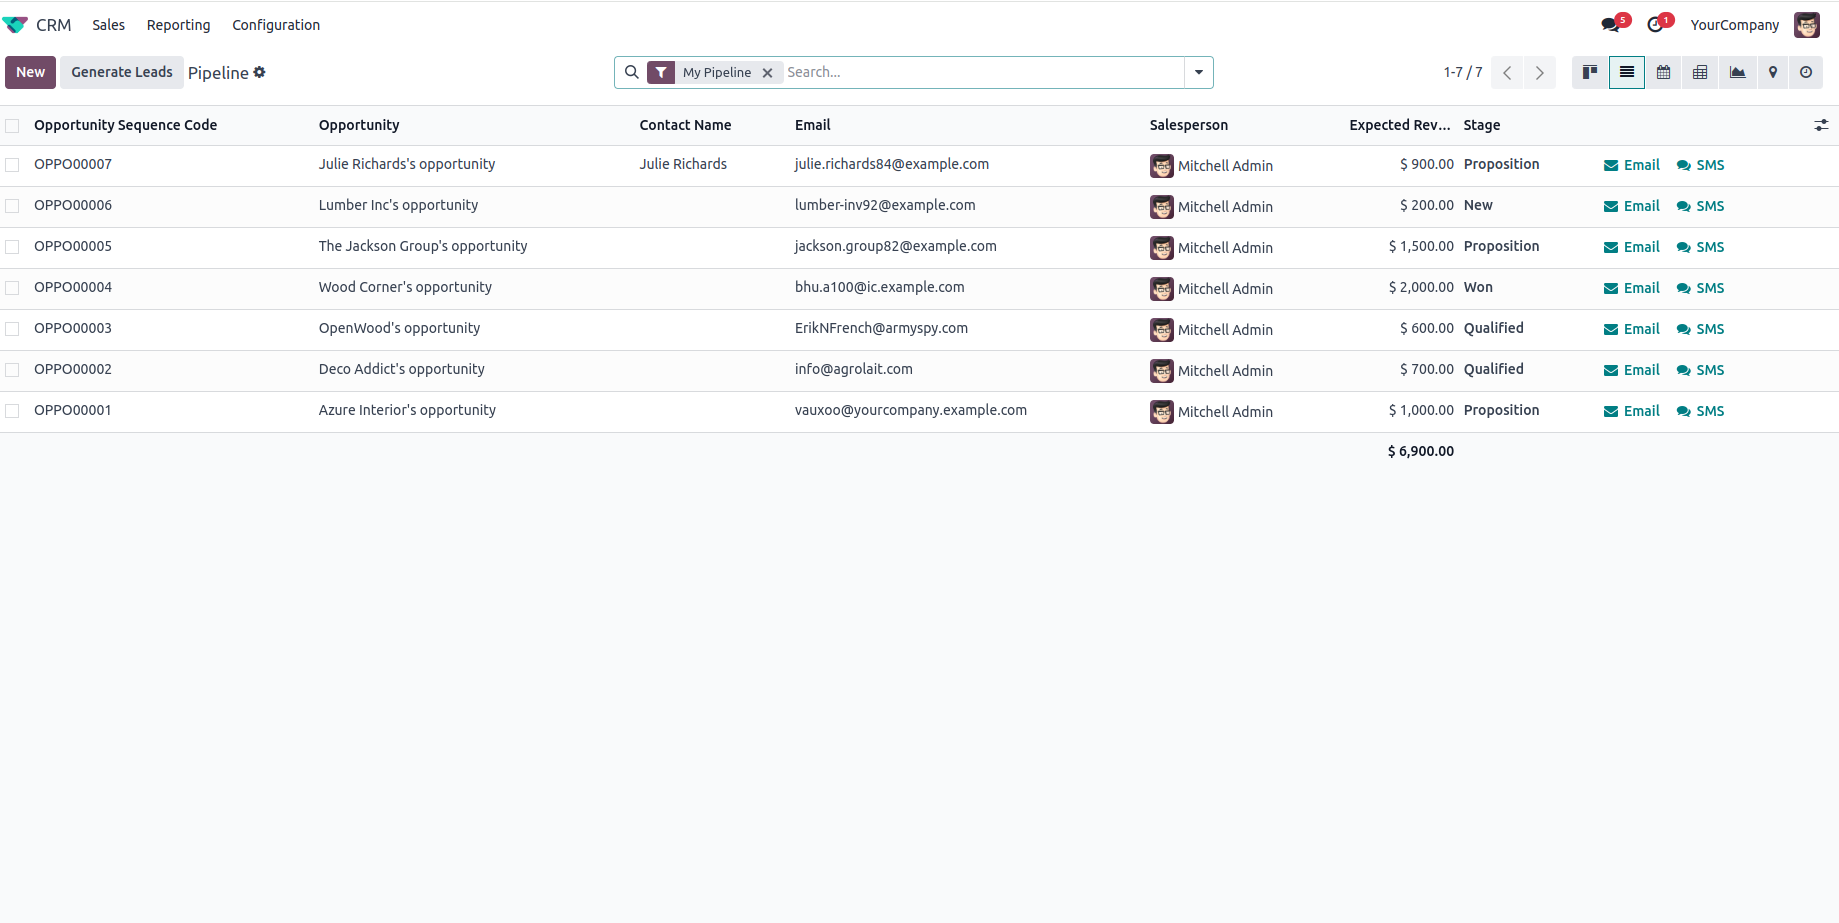 CRM Sales Reporting Configuration 5 1 YourCompany
New Generate Leads Pipeline My Pipeline Search... 1-7 / 7
Opportunity Sequence Code Opportunity Contact Name Email Salesperson Expected Rev... Stage
OPPO00007 Julie Richards's opportunity Julie Richards julie.richards84@example.com Mitchell Admin $ 900.00 Proposition Email SMS
OPPO00006 Lumber Inc's opportunity lumber-inv92@example.com Mitchell Admin $ 200.00 New Email SMS
OPPO00005 The Jackson Group's opportunity jackson.group82@example.com Mitchell Admin $ 1,500.00 Proposition Email SMS
OPPO00004 Wood Corner's opportunity bhu.a100@ic.example.com Mitchell Admin $ 2,000.00 Won Email SMS
OPPO00003 OpenWood's opportunity ErikNFrench@armyspy.com Mitchell Admin $ 600.00 Qualified Email SMS
OPPO00002 Deco Addict's opportunity info@agrolait.com Mitchell Admin $ 700.00 Qualified Email SMS
OPPO00001 Azure Interior's opportunity vauxoo@yourcompany.example.com Mitchell Admin $ 1,000.00 Proposition Email SMS
$ 6,900.00